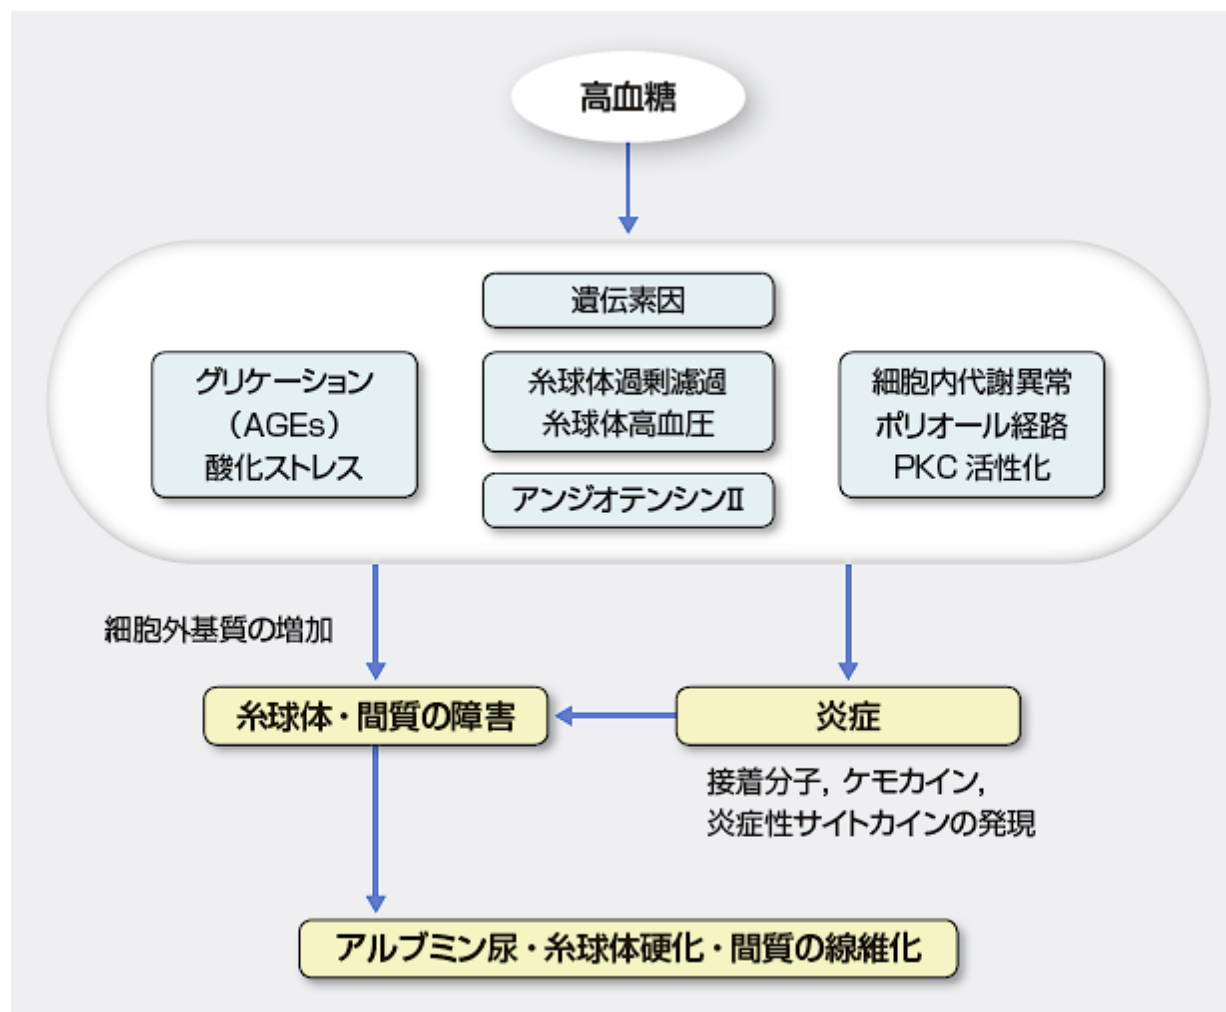 高血糖
遺伝素因
グリケーション
（AGEs）
酸化ストレス
糸球体過剰濾過
糸球体高血圧
細胞内代謝異常
ポリオール経路
PKC 活性化
アンジオテンシンⅡ
細胞外基質の増加
糸球体・間質の障害
炎症
接着分子, ケモカイン,
炎症性サイトカインの発現
アルブミン尿・糸球体硬化・間質の線維化